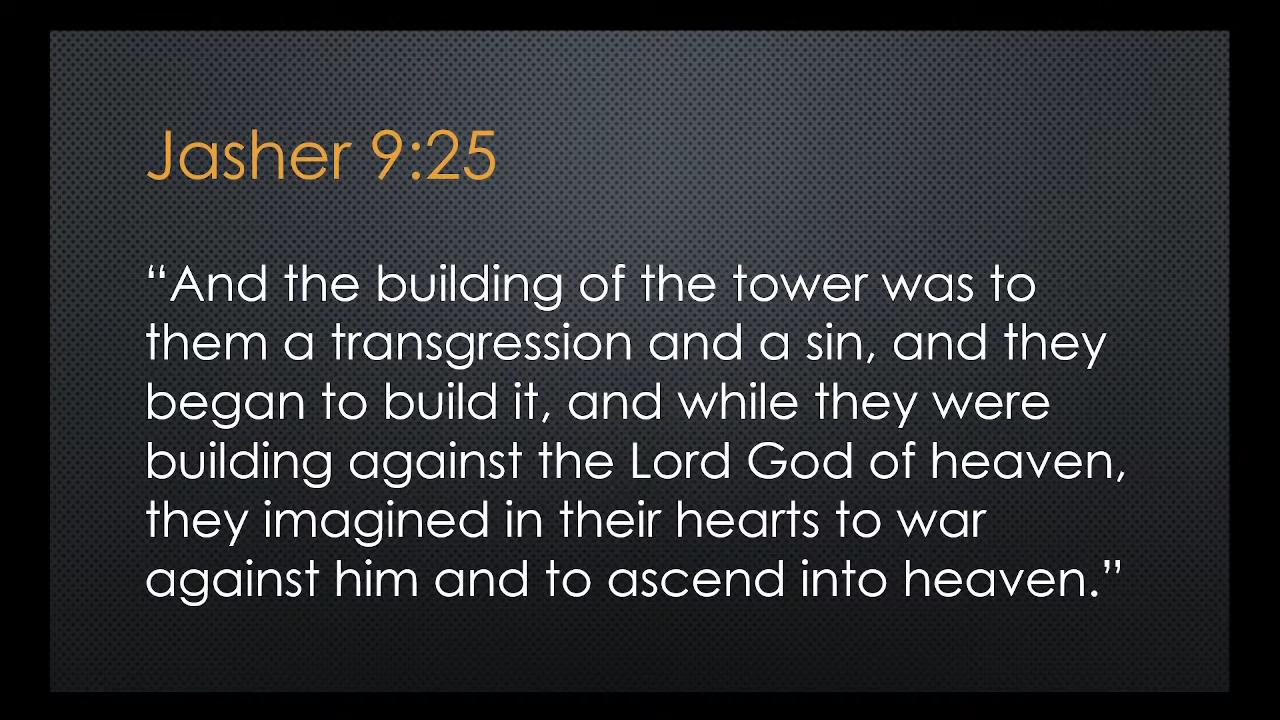 Jasher 9:25
“And the building of the tower was to
them a transgression and a sin, and they
began to build it, and while they were
building against the Lord God of heaven,
they imagined in their hearts to war
against him and to ascend into heaven.”